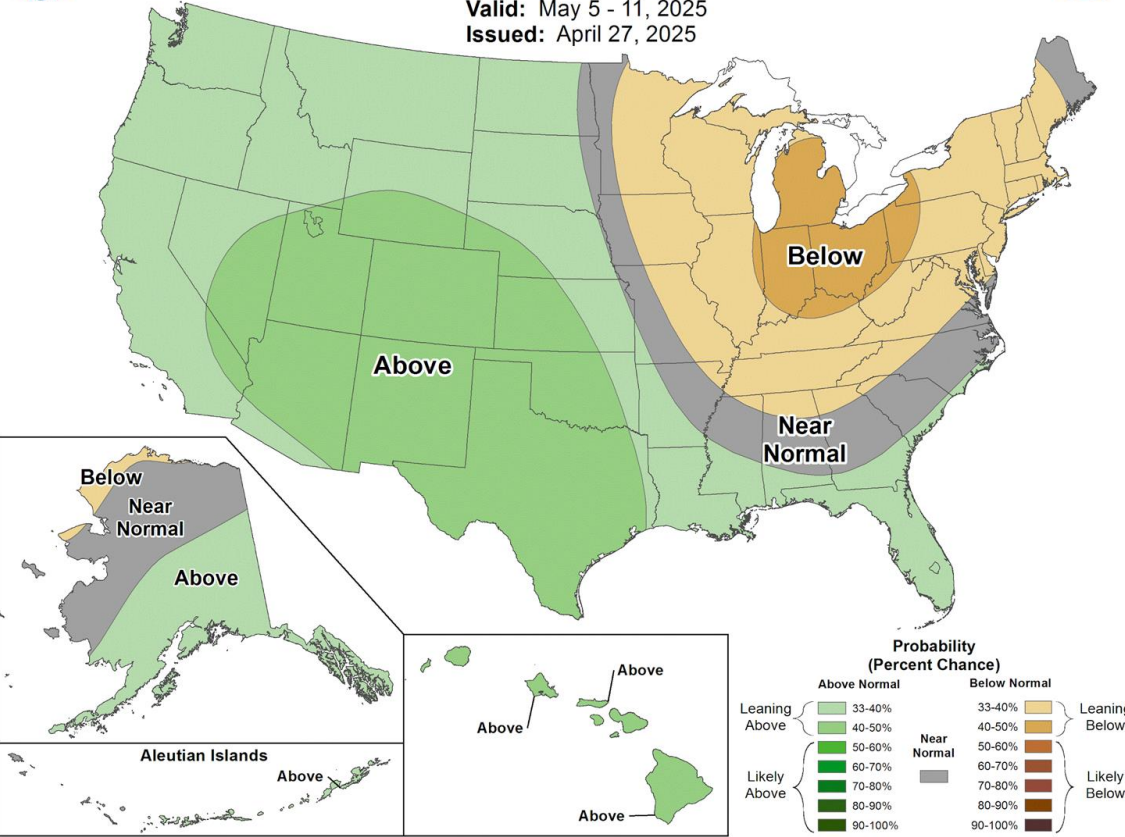 Valid: May 5 - 11, 2025
Issued: April 27, 2025
Below
Above
Near
Normal
Below
Near
Normal
Above
Aleutian Islands
Above
Above
Above
Above
Probability
(Percent Chance)
Above Normal
Below Normal
Leaning
Above
33-40%
40-50%
Likely
Above
50-60%
60-70%
70-80%
80-90%
90-100%
Near
Normal
33-40%
40-50%
Leaning
Below
50-60%
60-70%
70-80%
80-90%
90-100%
Likely
Below